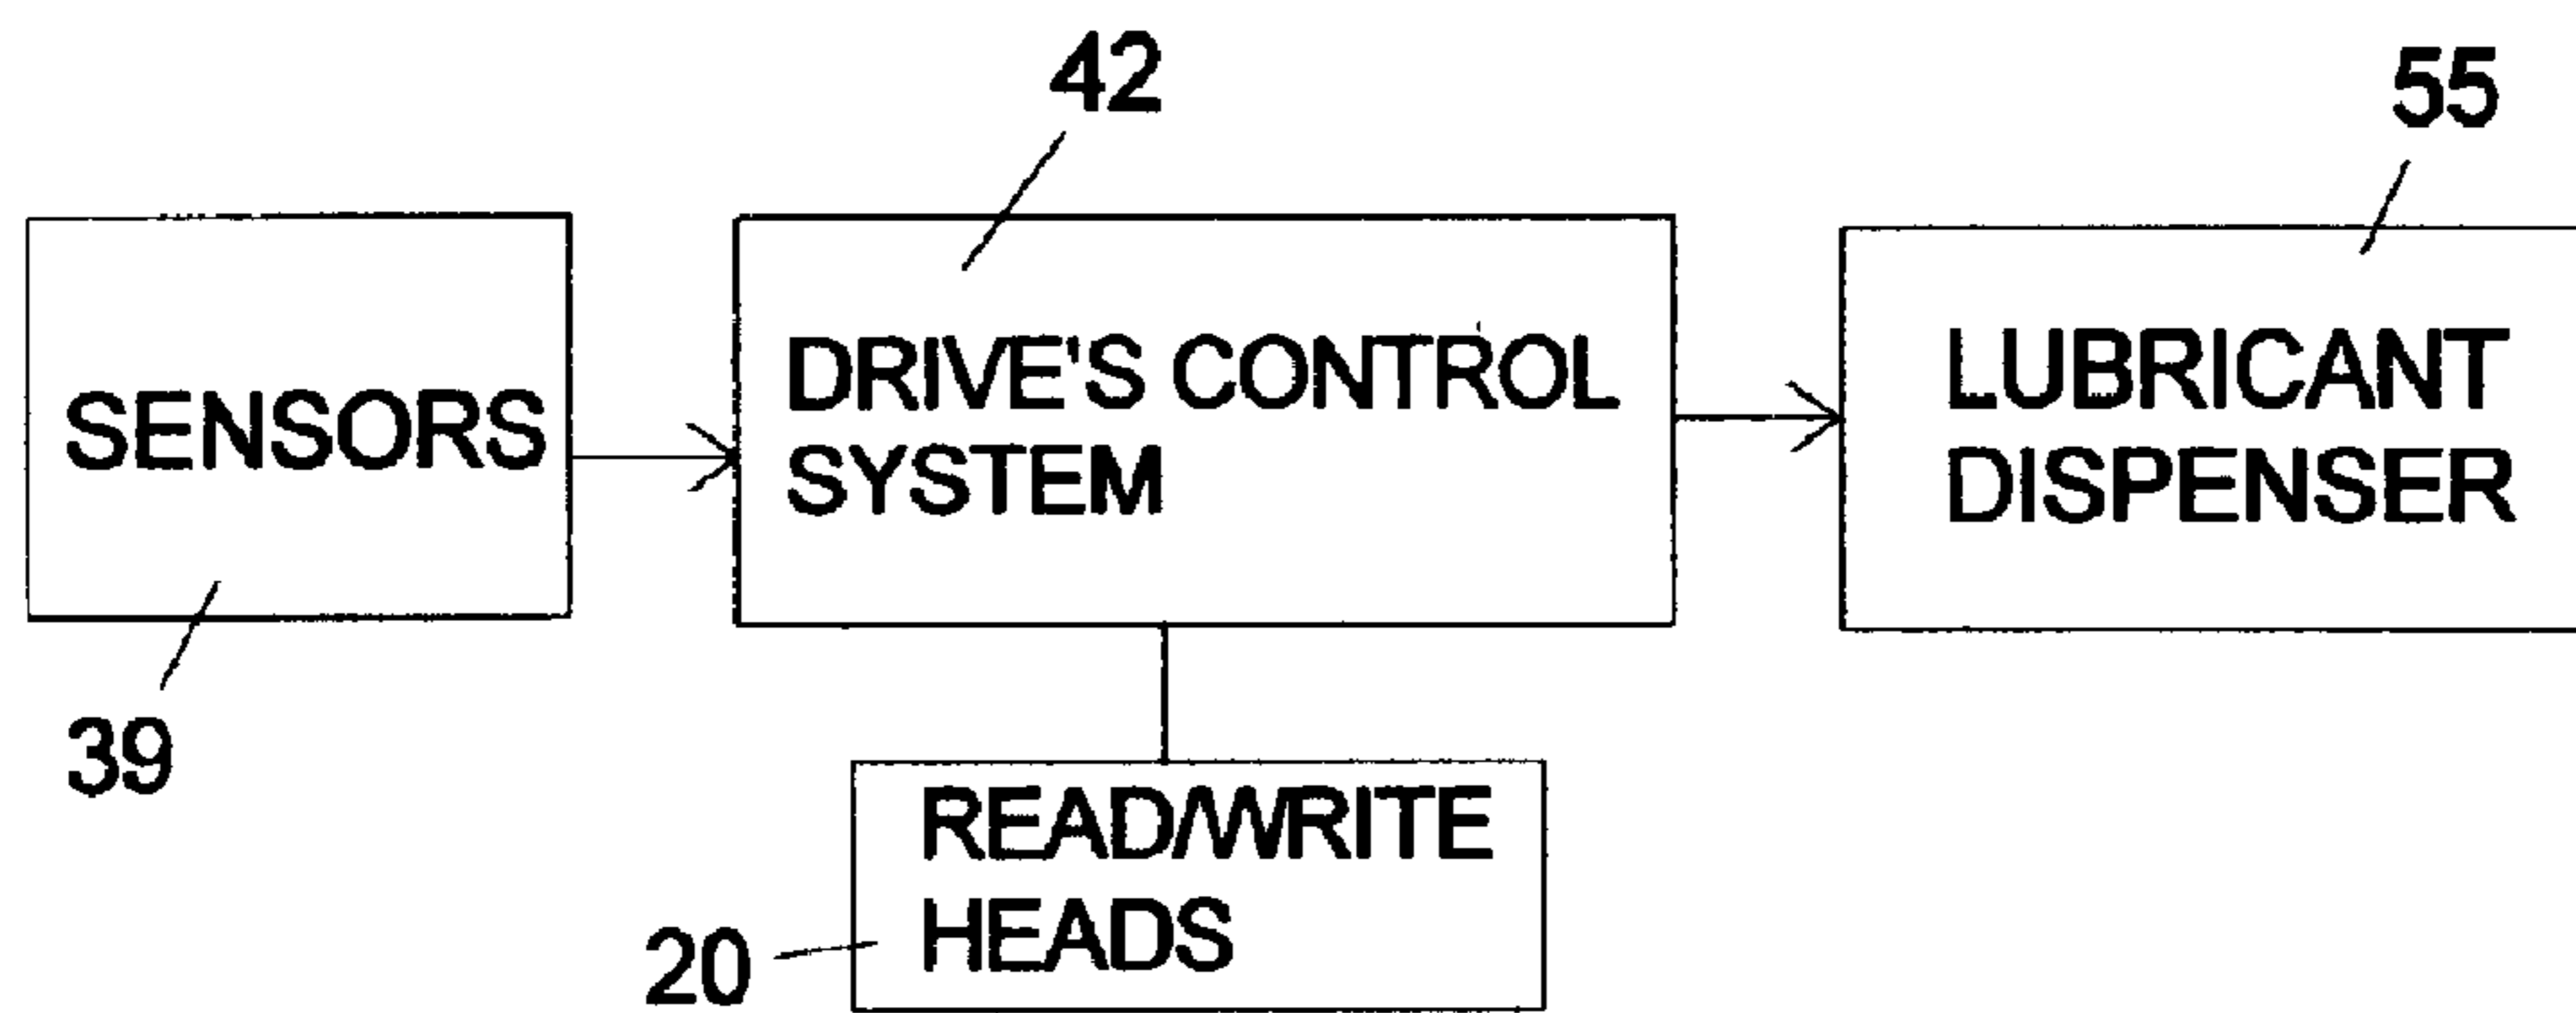 42
55
SENSORS
DRIVE'S CONTROL
SYSTEM
LUBRICANT
DISPENSER
39
READ/WRITE
HEADS
20